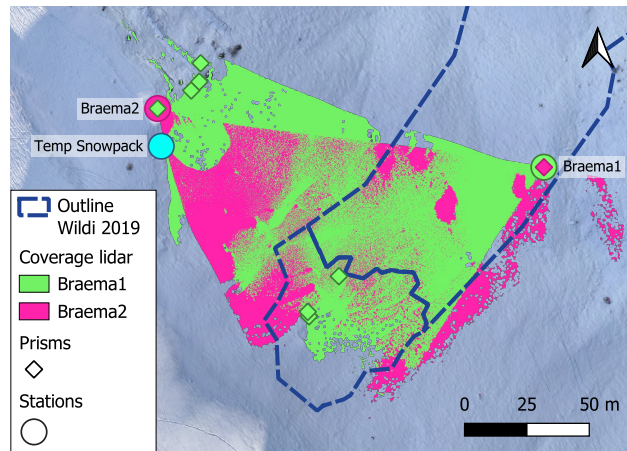 Braema2
Temp Snowpack
Braema1
Outline
Wildi 2019
Coverage lidar
Braema1
Braema2
Prisms
Stations
0 25 50 m